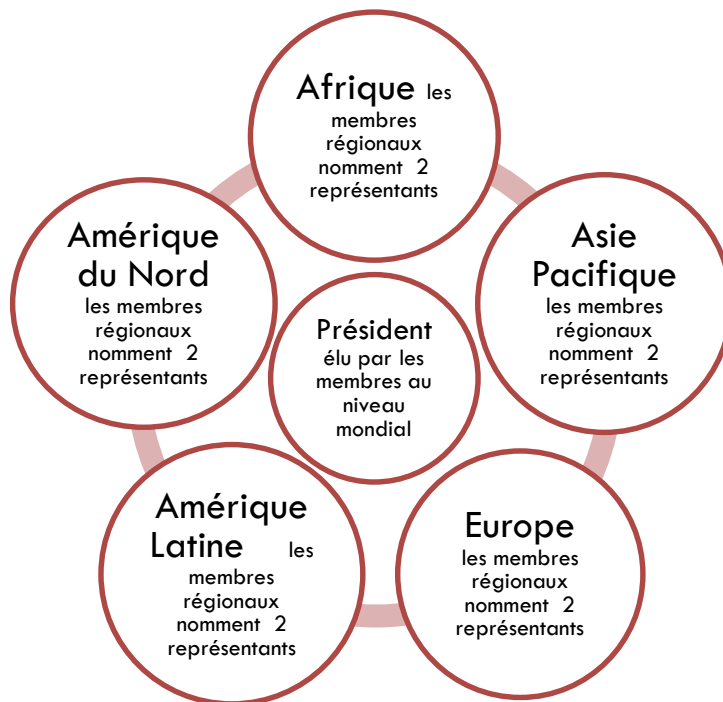 Afrique les
membres
régionaux
nomment 2
représentants
Amérique
du Nord
les membres
régionaux
nomment 2
représentants
Asie
Pacifique
les membres
régionaux
nomment 2
représentants
Président
élu par les
membres au
niveau
mondial
Amérique
Latine les
membres
régionaux
nomment 2
représentants
Europe
les membres
régionaux
nomment 2
représentants